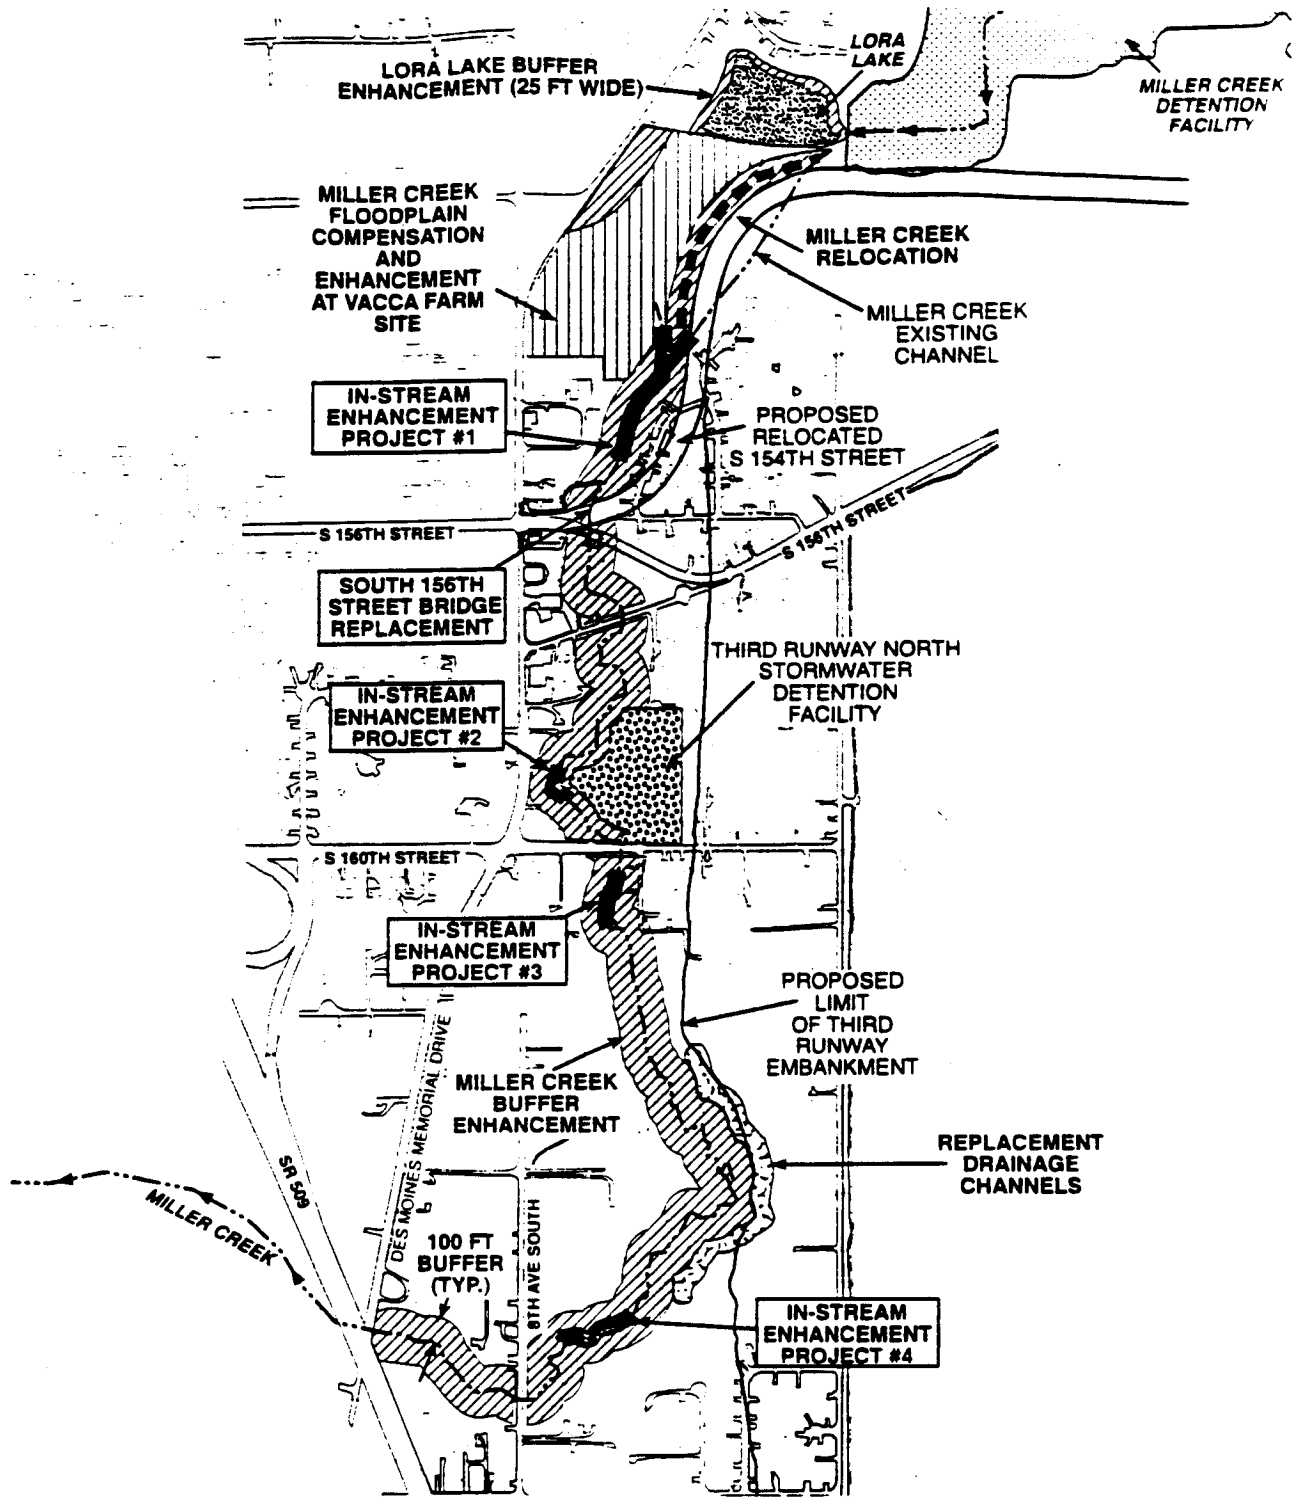 LORA
LAKE
LORA LAKE BUFFER
ENHANCEMENT (25 FT WIDE)
MILLER CREEK
DETENTION
FACILITY
MILLER CREEK
FLOODPLAIN
COMPENSATION
AND
ENHANCEMENT
AT VACCA FARM
SITE
MILLER CREEK
RELOCATION
MILLER CREEK
EXISTING
CHANNEL
IN-STREAM
ENHANCEMENT
PROJECT #1
PROPOSED
RELOCATED
S 154TH STREET
S 156TH STREET
S 156TH STREET
SOUTH 156TH
STREET BRIDGE
REPLACEMENT
THIRD RUNWAY NORTH
STORMWATER
DETENTION
FACILITY
IN-STREAM
ENHANCEMENT
PROJECT #2
S 160TH STREET
IN-STREAM
ENHANCEMENT
PROJECT #3
PROPOSED
LIMIT
OF THIRD
RUNWAY
EMBANKMENT
MILLER CREEK
BUFFER
ENHANCEMENT
DES MOINES MEMORIAL DRIVE
REPLACEMENT
DRAINAGE
CHANNELS
SR 509
MILLER CREEK
100 FT
BUFFER
(TYP.)
8TH AVE SOUTH
IN-STREAM
ENHANCEMENT
PROJECT #4